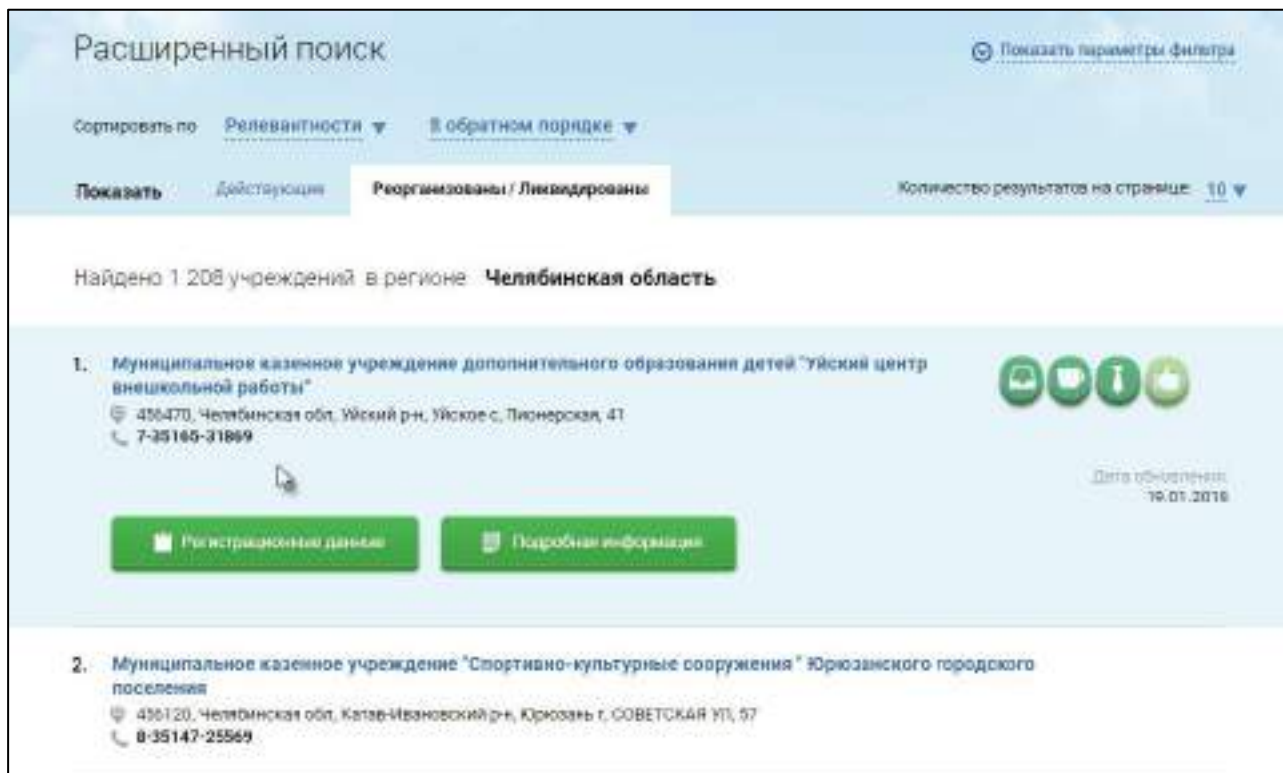 Расширенный поиск
Показать параметры фильтра
Сортировать по Релевантности В обратном порядке
Показать Действующие Реорганизованы / Ликвидированы Количество результатов на странице: 10
Найдено 1 208 учреждений в регионе Челябинская область
1. Муниципальное казенное учреждение дополнительного образования детей "Уйский центр
внешкольной работы"
456470, Челябинская обл, Уйский р-н, Уйское с, Пионерская, 41
7-35165-31869
Дата обновления:
19.01.2016
Регистрационные данные Подробная информация
2. Муниципальное казенное учреждение "Спортивно-культурные сооружения" Юрюзанского городского
поселения
456120, Челябинская обл, Катав-Ивановский р-н, Юрюзань г, СОВЕТСКАЯ УЛ, 57
8-35147-25569